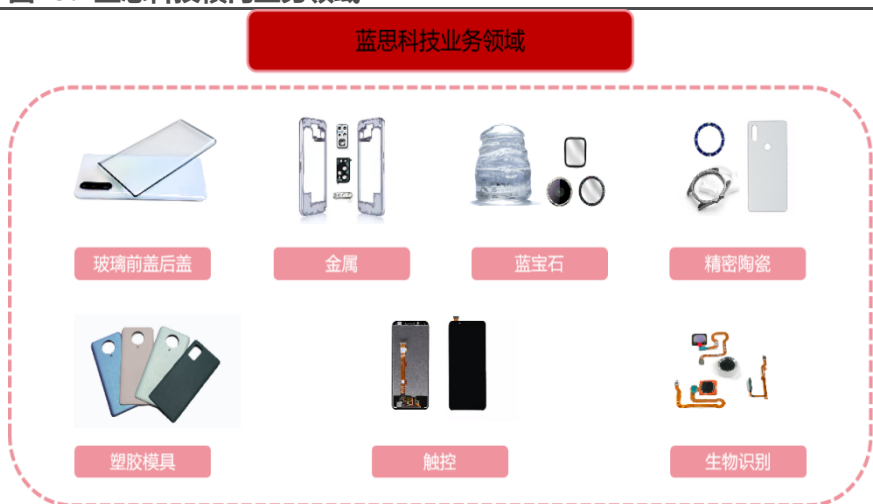 蓝思科技业务领域
玻璃前盖后盖
金属
蓝宝石
精密陶瓷
塑胶模具
触控
生物识别